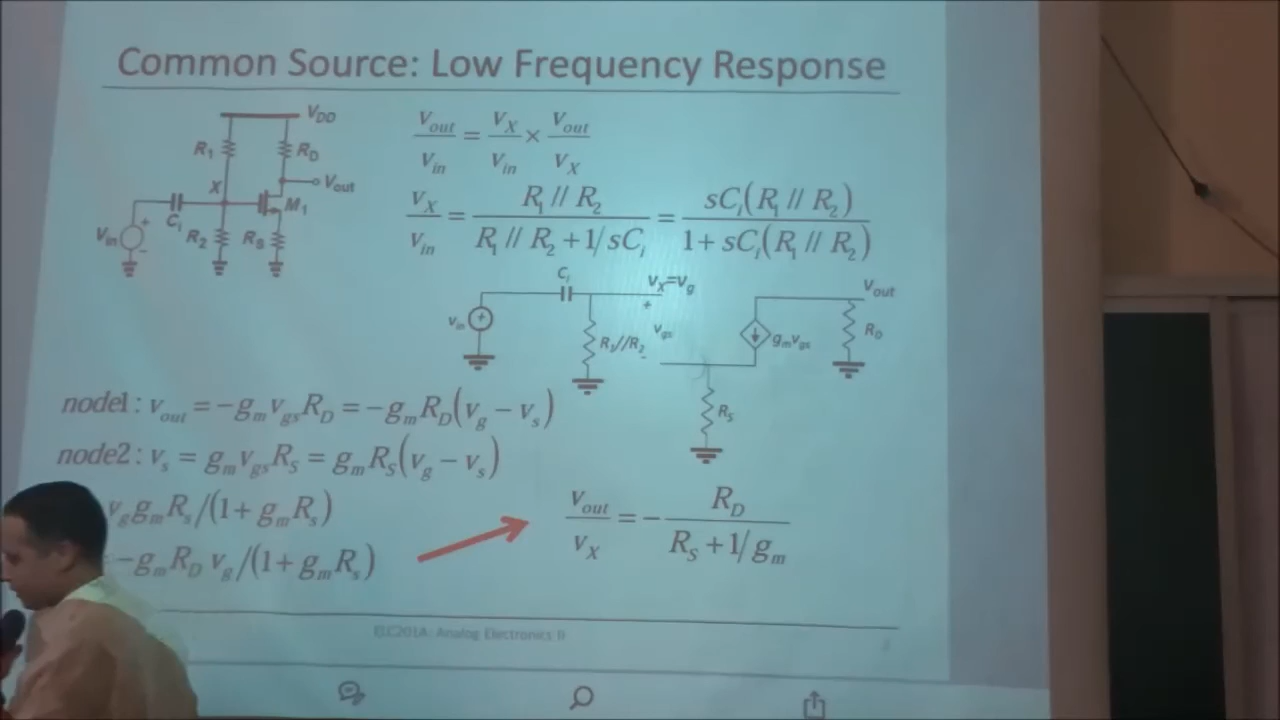 Common Source: Low Frequency Response
V_DD
R_1
R_D
X
V_out
C_i
M_1
V_in
R_2
R_S
V_out/V_in = V_X/V_in × V_out/V_X
V_X/V_in = R_1 // R_2 / (R_1 // R_2 + 1/sC_i) = sC_i(R_1 // R_2) / (1 + sC_i(R_1 // R_2))
C_i
v_X=v_g
V_out
+
v_in
R_1//R_2
v_gs
-
g_mv_gs
R_D
R_S
node1: v_out = -g_m v_gs R_D = -g_m R_D(v_g - v_s)
node2: v_s = g_m v_gs R_S = g_m R_S(v_g - v_s)
v_g g_m R_s/(1 + g_m R_s)
-g_m R_D v_g/(1 + g_m R_s)
V_out/V_X = - R_D / (R_S + 1/g_m)
ELC201A: Analog Electronics B